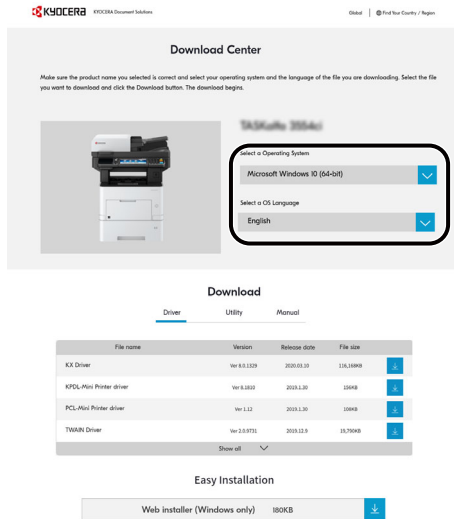 KYOCERA KYOCERA Document Solutions Global Find Your Country / Region
Download Center
Make sure the product name you selected is correct and select your operating system and the language of the file you are downloading. Select the file
you want to download and click the Download button. The download begins.
Select a Operating System
Microsoft Windows 10 (64-bit)
Select a OS Language
English
Download
Driver Utility Manual
File name Version Release date File size
KX Driver Ver 8.0.1329 2020.03.10 116,168KB
KPDL-Mini Printer driver Ver 8.1810 2019.1.30 156KB
PCL-Mini Printer driver Ver 1.12 2019.1.30 108KB
TWAIN Driver Ver 2.0.9731 2019.12.9 19,790KB
Show all
Easy Installation
Web installer (Windows only) 180KB